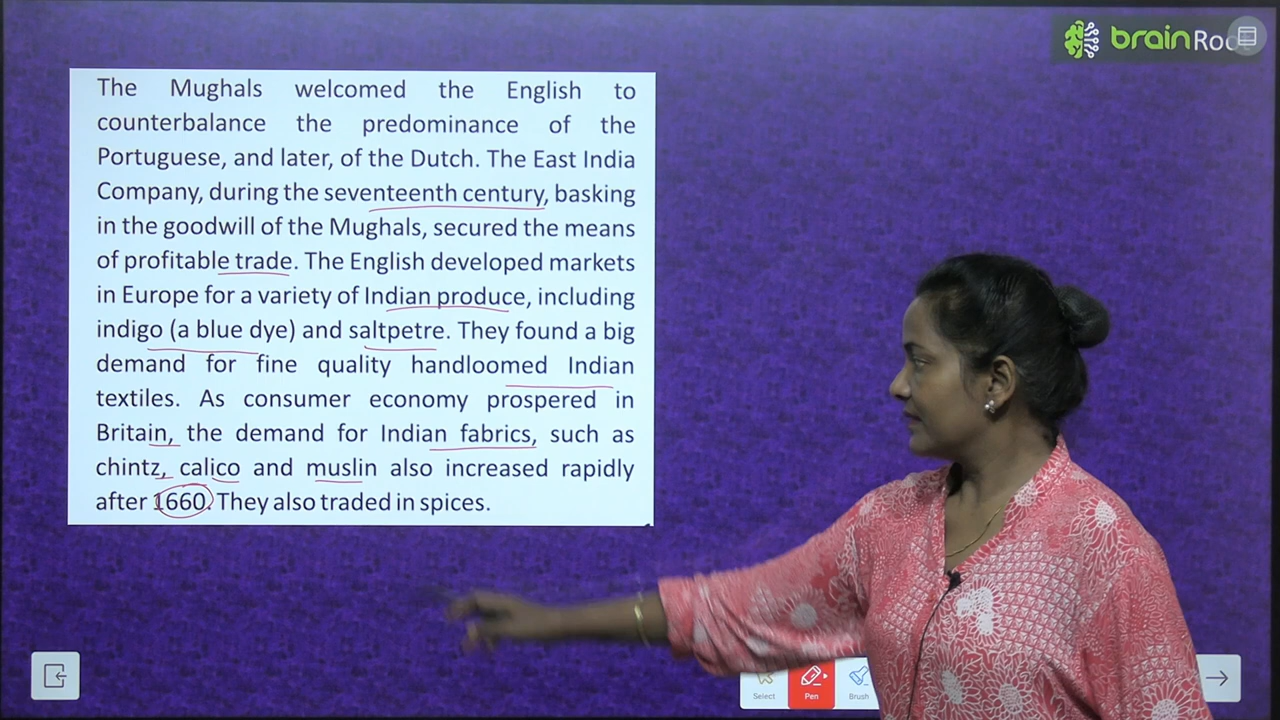 brainRoot
The Mughals welcomed the English to
counterbalance the predominance of the
Portuguese, and later, of the Dutch. The East India
Company, during the seventeenth century, basking
in the goodwill of the Mughals, secured the means
of profitable trade. The English developed markets
in Europe for a variety of Indian produce, including
indigo (a blue dye) and saltpetre. They found a big
demand for fine quality handloomed Indian
textiles. As consumer economy prospered in
Britain, the demand for Indian fabrics, such as
chintz, calico and muslin also increased rapidly
after 1660. They also traded in spices.
Select Pen Brush